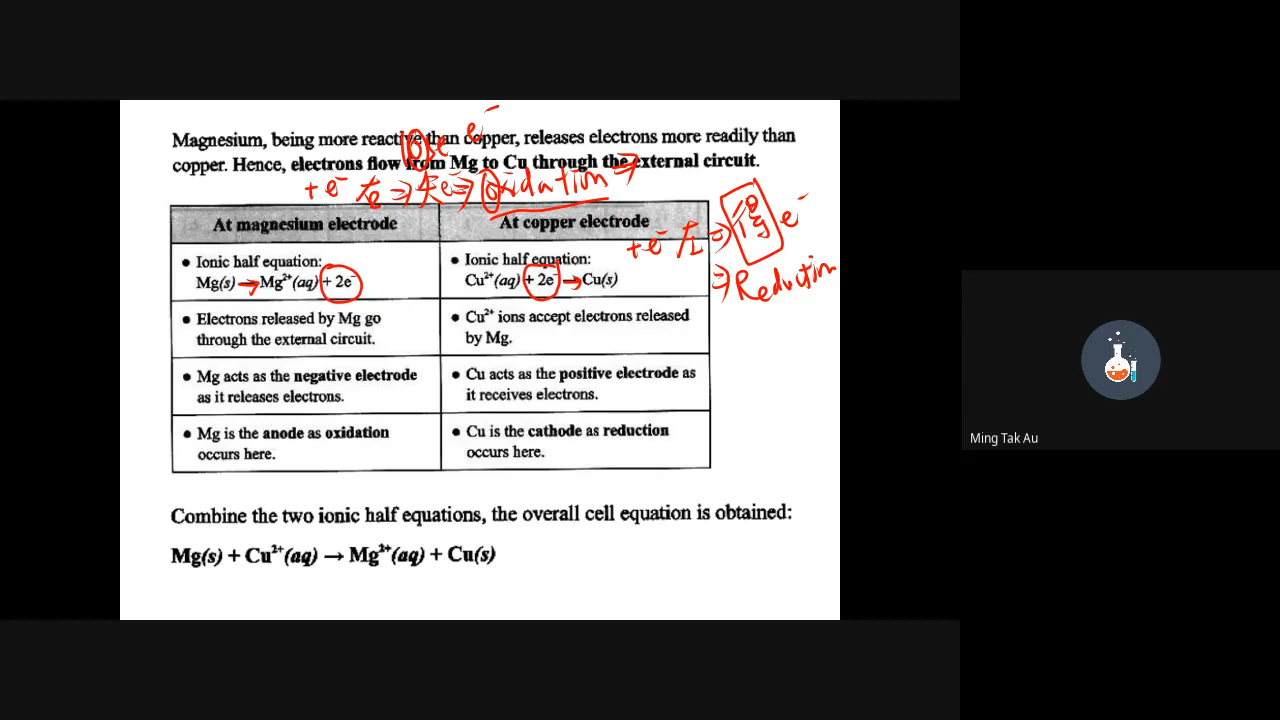 Magnesium, being more reactive than copper, releases electrons more readily than
copper. Hence, electrons flow from Mg to Cu through the external circuit.
e⁻
+e⁻ 右 ⇒ 失e⁻ ⇒ Oxidation ⇒
At magnesium electrode
At copper electrode
+e⁻ 左 ⇒ 得 e⁻
⇒ Reduction
• Ionic half equation:
Mg(s) → Mg²⁺(aq) + 2e⁻
• Ionic half equation:
Cu²⁺(aq) + 2e⁻ → Cu(s)
• Electrons released by Mg go
through the external circuit.
• Cu²⁺ ions accept electrons released
by Mg.
• Mg acts as the negative electrode
as it releases electrons.
• Cu acts as the positive electrode as
it receives electrons.
• Mg is the anode as oxidation
occurs here.
• Cu is the cathode as reduction
occurs here.
Combine the two ionic half equations, the overall cell equation is obtained:
Mg(s) + Cu²⁺(aq) → Mg²⁺(aq) + Cu(s)
Ming Tak Au